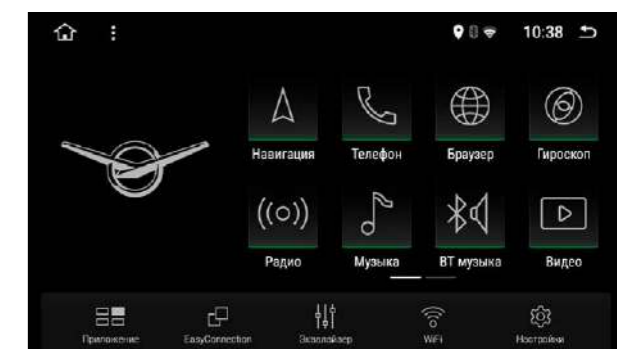 10:38
Навигация Телефон Браузер Гироскоп
Радио Музыка BT музыка Видео
Приложение EasyConnection Эквалайзер WiFi Настройки